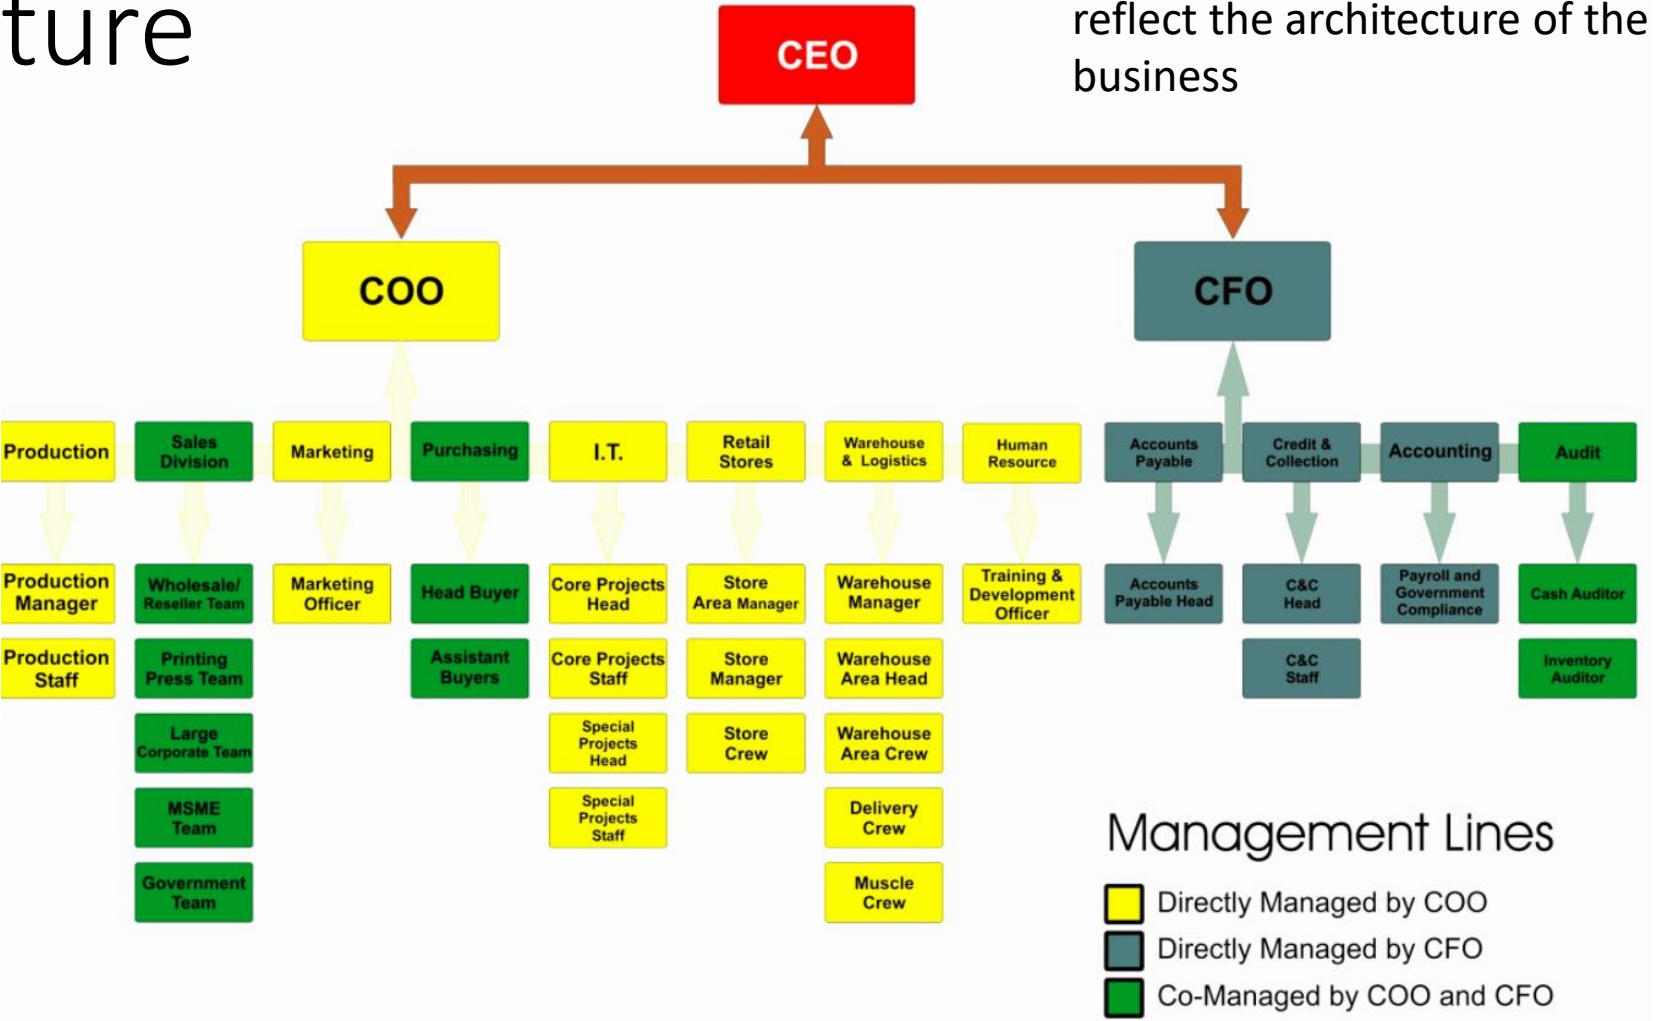 ture
reflect the architecture of the
business
CEO
COO
CFO
Production
Sales
Division
Marketing
Purchasing
I.T.
Retail
Stores
Warehouse
& Logistics
Human
Resource
Accounts
Payable
Credit &
Collection
Accounting
Audit
Production
Manager
Wholesale/
Reseller Team
Marketing
Officer
Head Buyer
Core Projects
Head
Store
Area Manager
Warehouse
Manager
Training &
Development
Officer
Accounts
Payable Head
C&C
Head
Payroll and
Government
Compliance
Cash Auditor
Production
Staff
Printing
Press Team
Assistant
Buyers
Core Projects
Staff
Store
Manager
Warehouse
Area Head
C&C
Staff
Inventory
Auditor
Large
Corporate Team
Special
Projects
Head
Store
Crew
Warehouse
Area Crew
MSME
Team
Special
Projects
Staff
Delivery
Crew
Government
Team
Muscle
Crew
Management Lines
Directly Managed by COO
Directly Managed by CFO
Co-Managed by COO and CFO